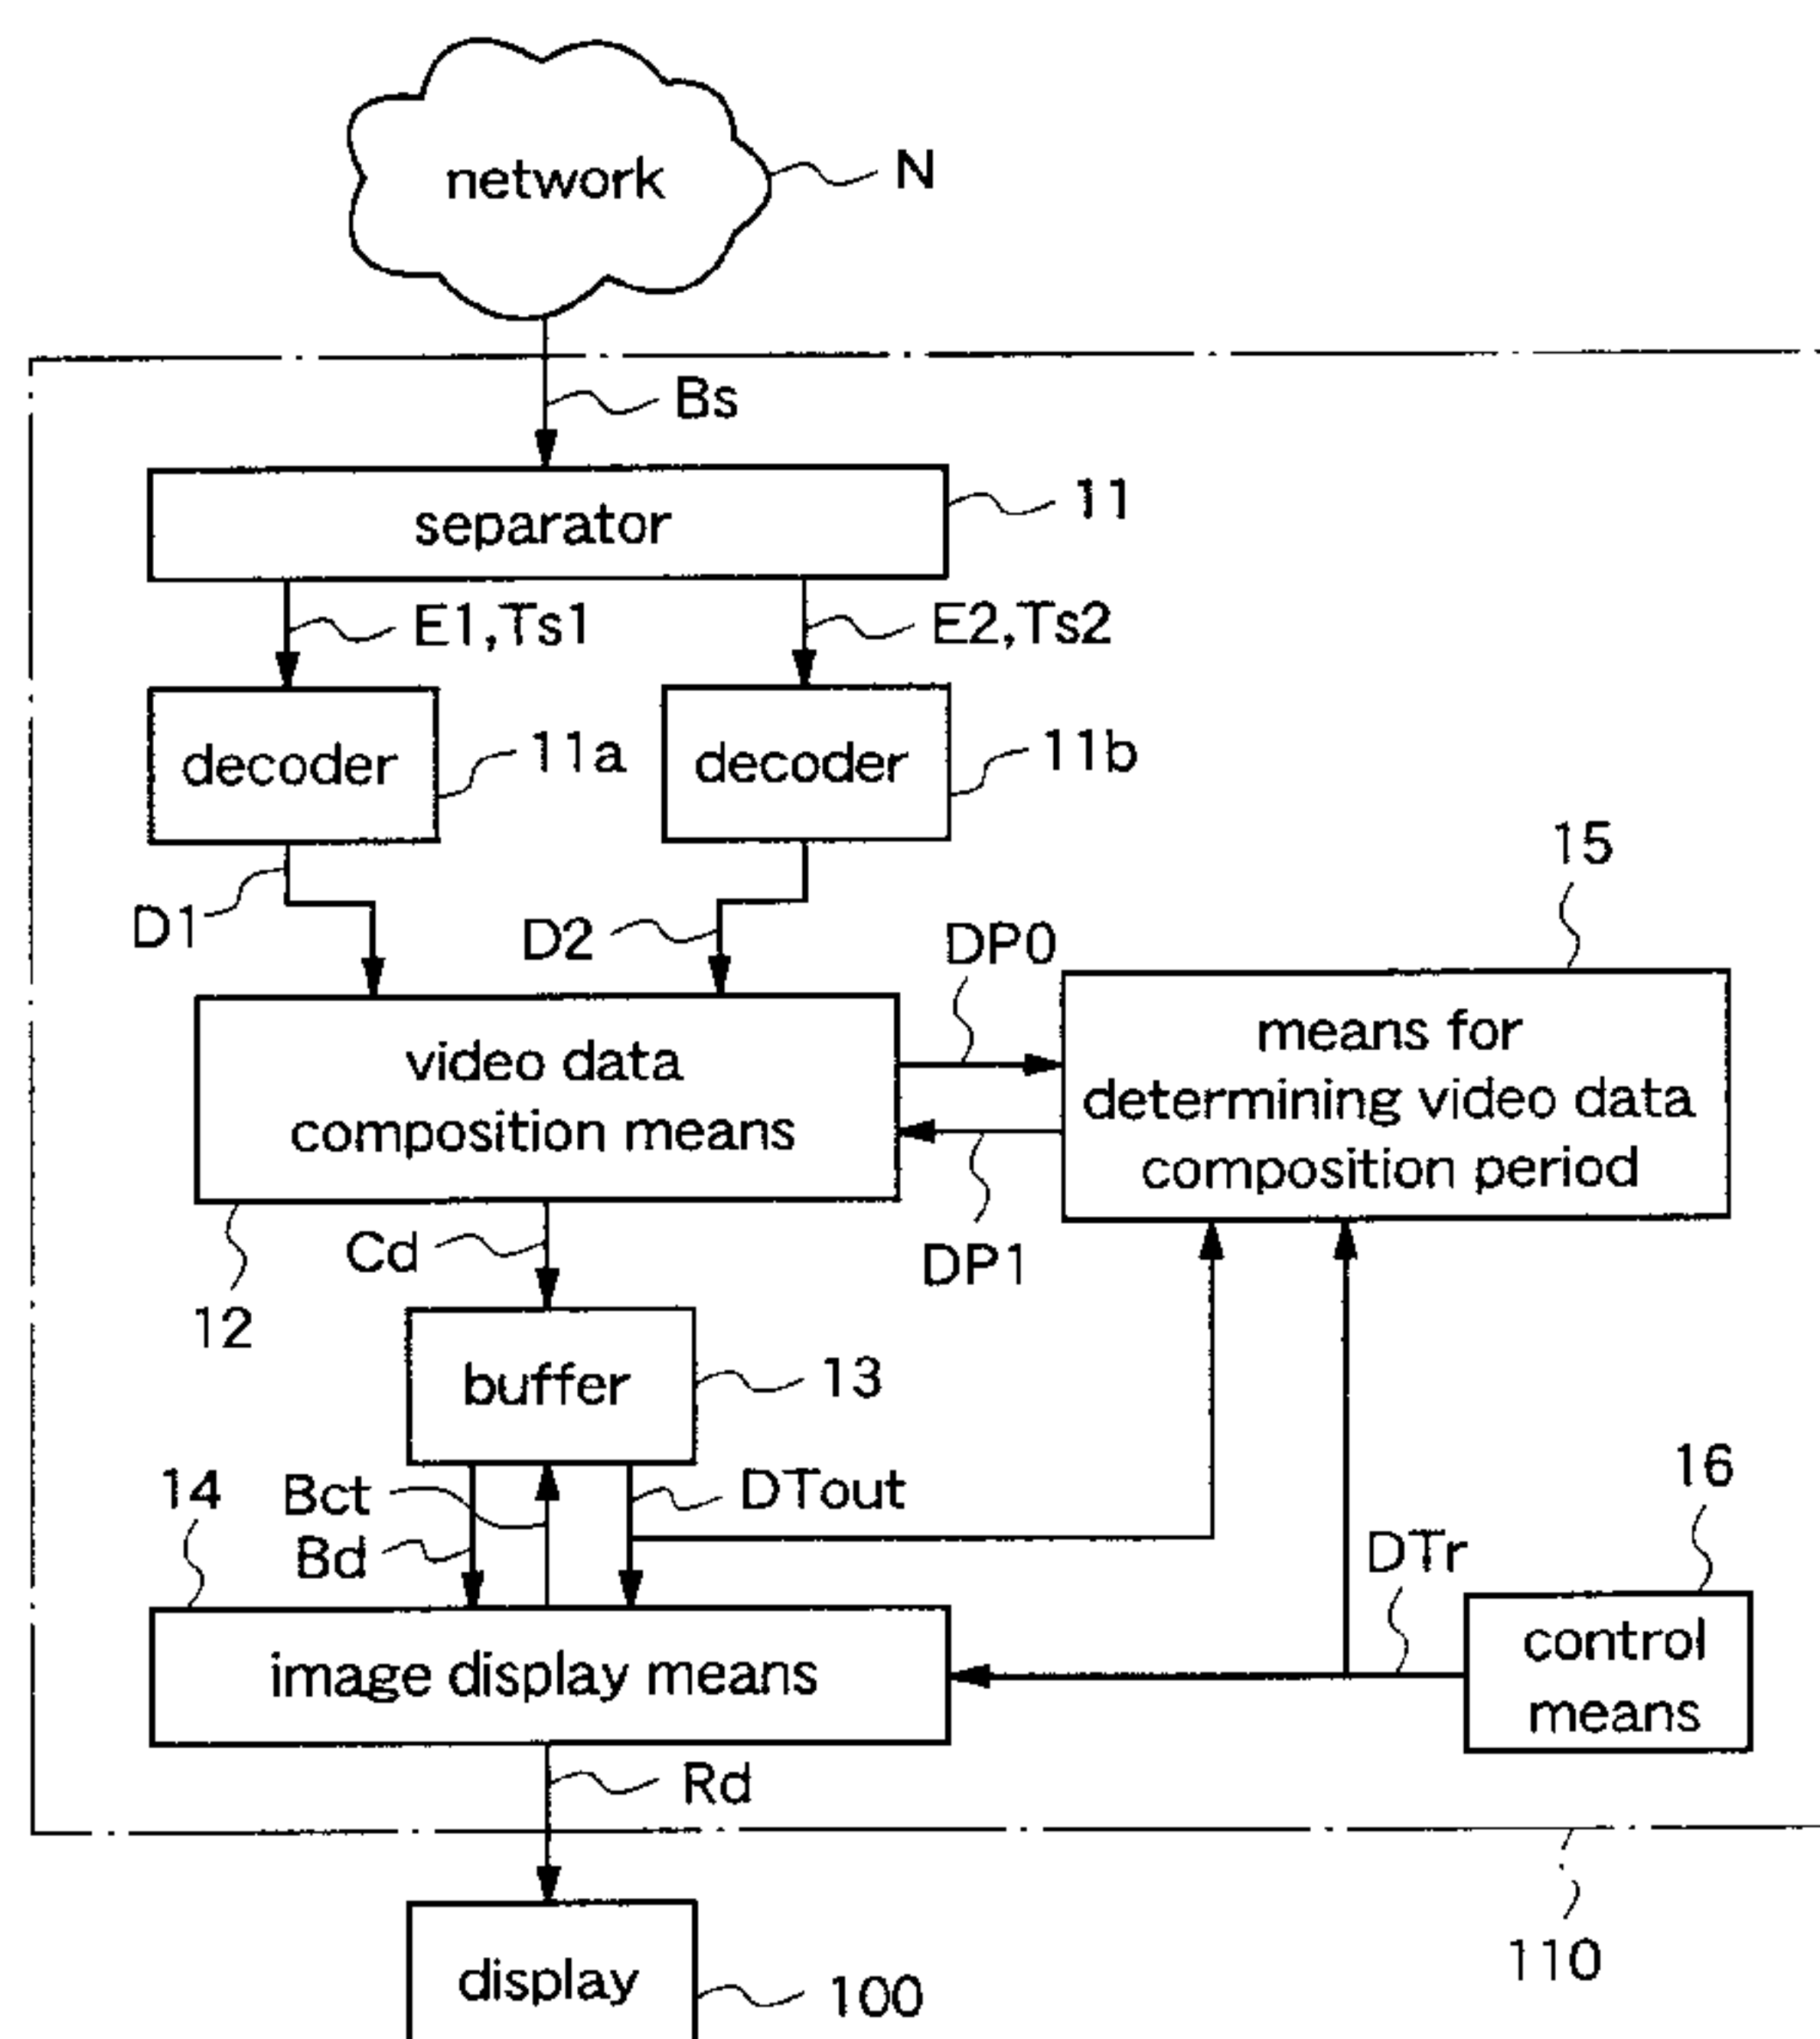 network
N
Bs
separator
11
E1,Ts1
E2,Ts2
decoder
11a
decoder
11b
15
D1
D2
DP0
video data
composition means
means for
determining video data
composition period
DP1
Cd
12
buffer
13
14
Bct
Bd
DTout
16
DTr
image display means
control
means
Rd
display
100
110